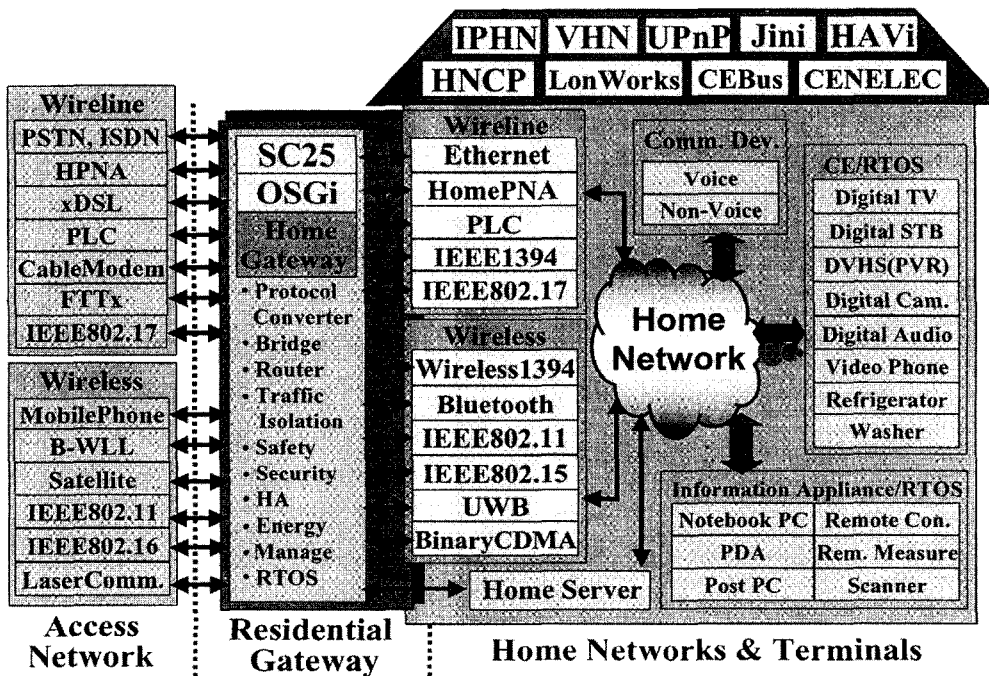 IPHN VHN UPnP Jini HAVi
HNCP LonWorks CEBus CENELEC
Wireline
PSTN, ISDN
HPNA
xDSL
PLC
CableModem
FTTx
IEEE802.17
Wireless
MobilePhone
B-WLL
Satellite
IEEE802.11
IEEE802.16
LaserComm.
Access
Network
SC25
OSGi
Home
Gateway
· Protocol
Converter
· Bridge
· Router
· Traffic
Isolation
· Safety
· Security
· HA
· Energy
· Manage
· RTOS
Residential
Gateway
Wireline
Ethernet
HomePNA
PLC
IEEE1394
IEEE802.17
Wireless
Wireless1394
Bluetooth
IEEE802.11
IEEE802.15
UWB
BinaryCDMA
Home Server
Comm. Dev.
Voice
Non-Voice
Home
Network
CE/RTOS
Digital TV
Digital STB
DVHS(PVR)
Digital Cam.
Digital Audio
Video Phone
Refrigerator
Washer
Information Appliance/RTOS
Notebook PC Remote Con.
PDA Rem. Measure
Post PC Scanner
Home Networks & Terminals